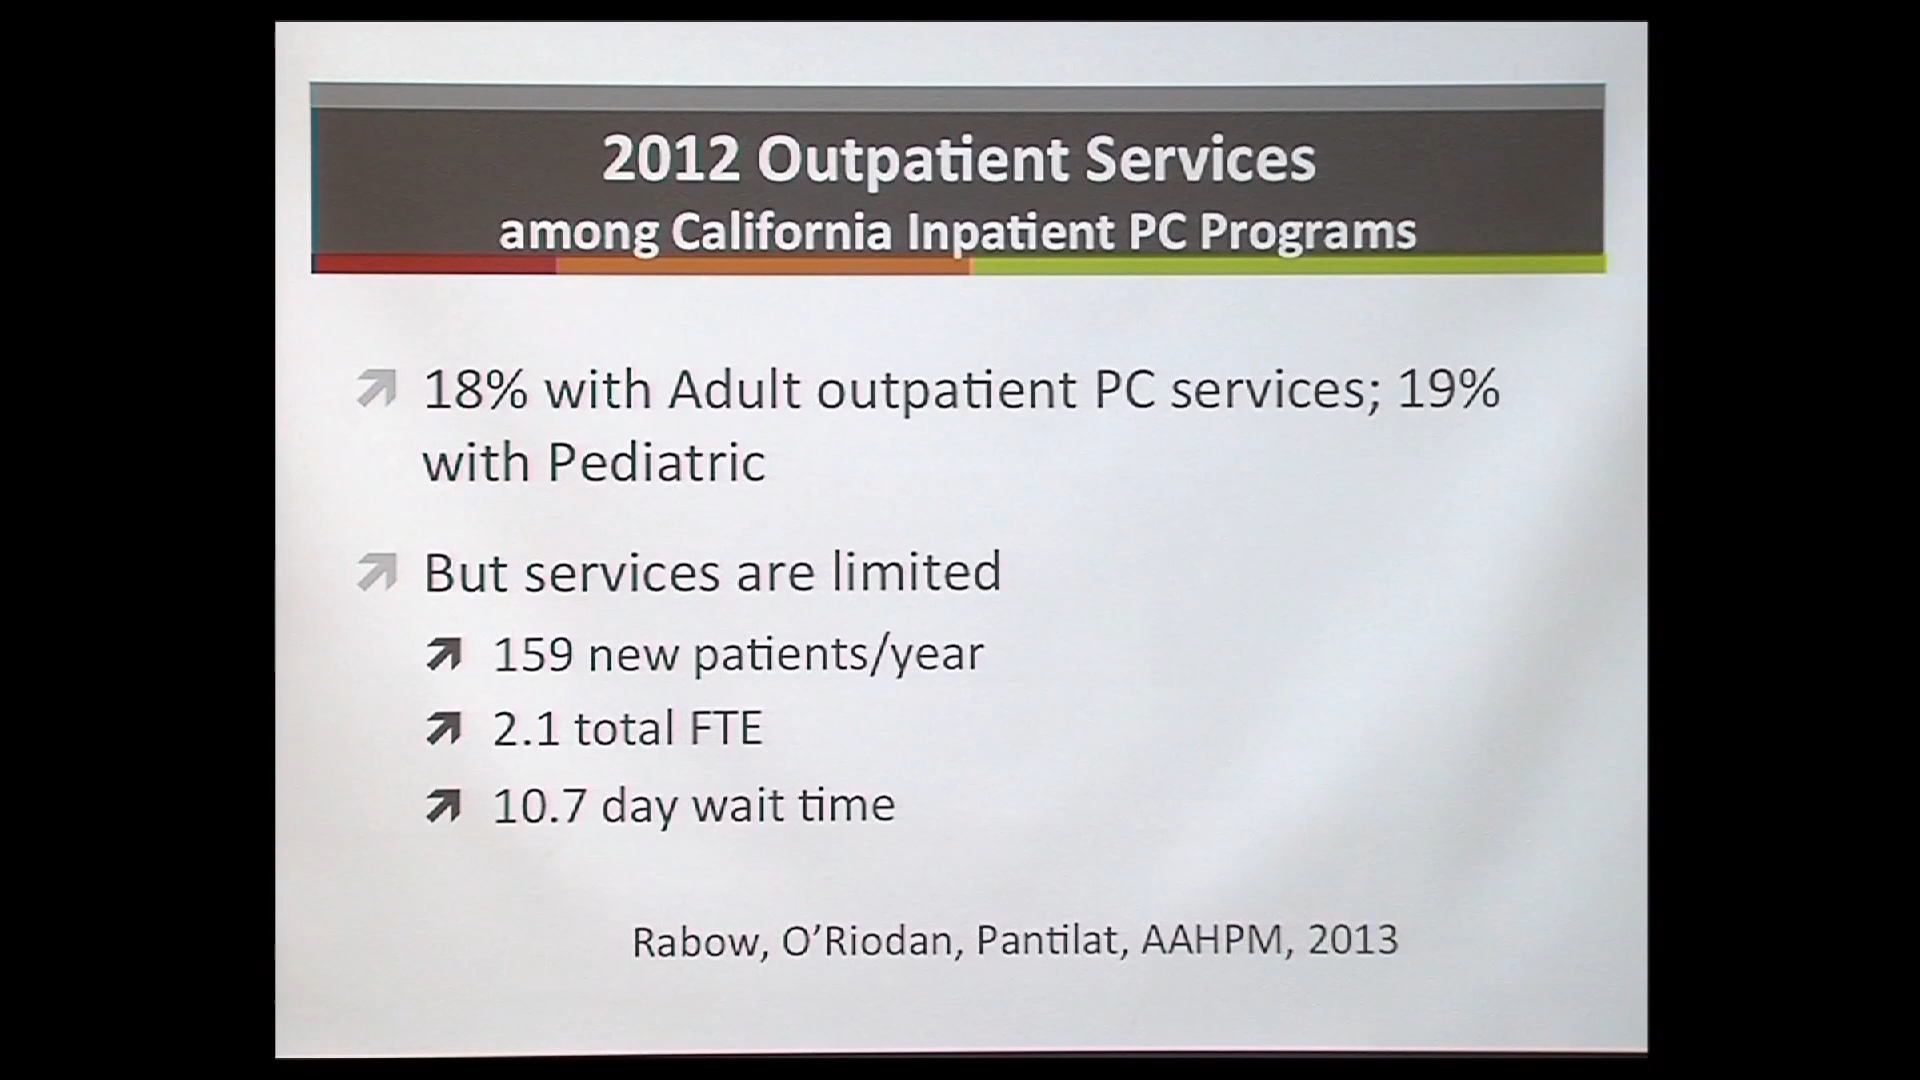 2012 Outpatient Services
among California Inpatient PC Programs
18% with Adult outpatient PC services; 19%
with Pediatric
But services are limited
159 new patients/year
2.1 total FTE
10.7 day wait time
Rabow, O'Riodan, Pantilat, AAHPM, 2013